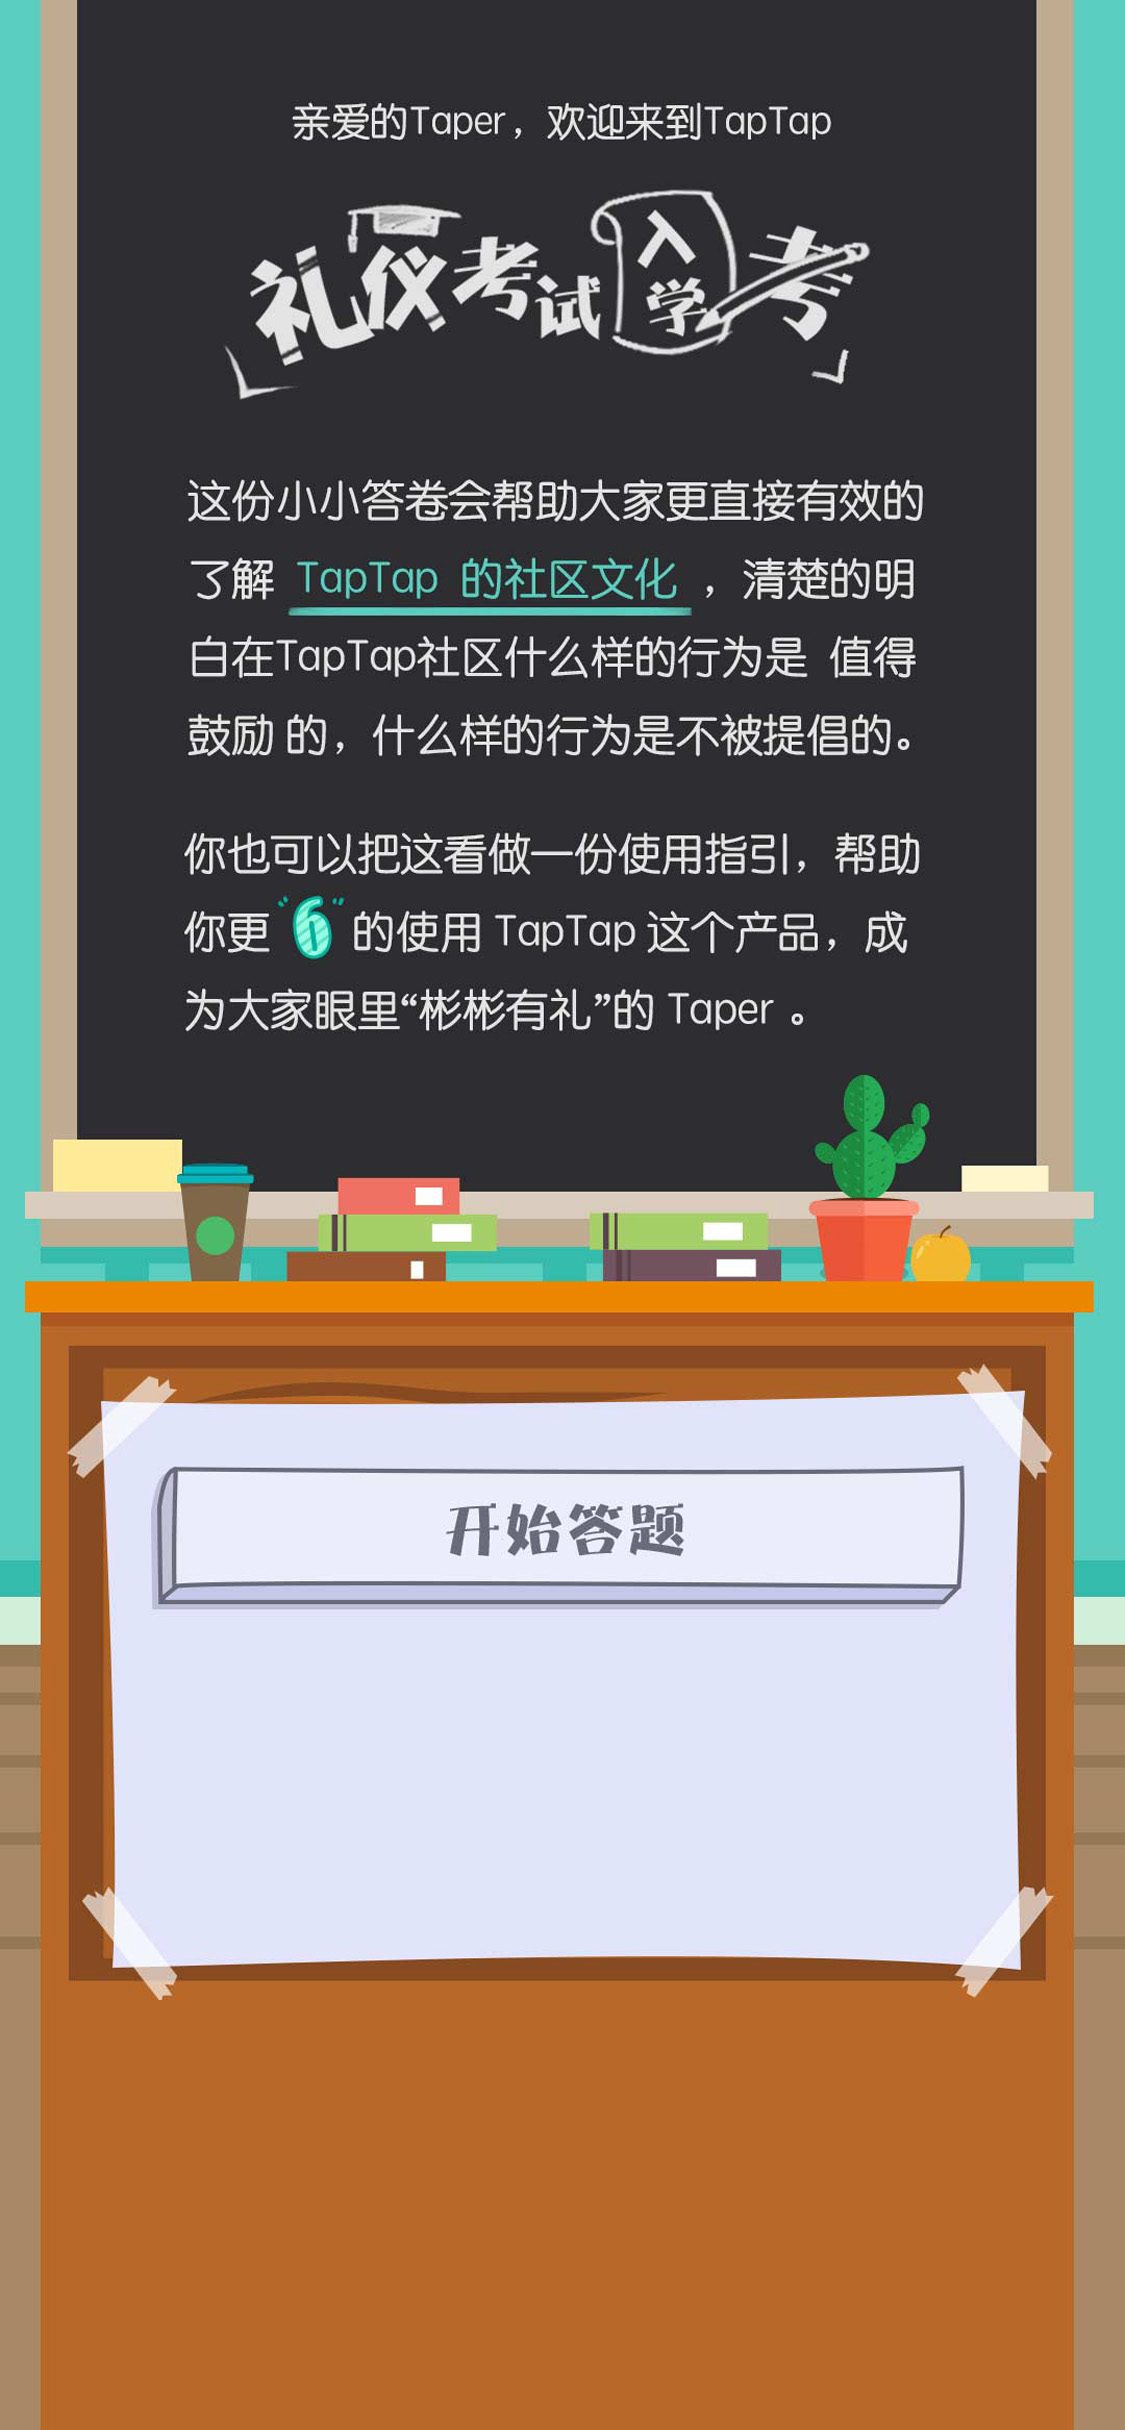 亲爱的Taper，欢迎来到TapTap
礼仪考试入学考
这份小小答卷会帮助大家更直接有效的
了解 TapTap 的社区文化 ，清楚的明
白在TapTap社区什么样的行为是 值得
鼓励 的，什么样的行为是不被提倡的。
你也可以把这看做一份使用指引，帮助
你更“6”的使用 TapTap 这个产品，成
为大家眼里“彬彬有礼”的 Taper 。
开始答题